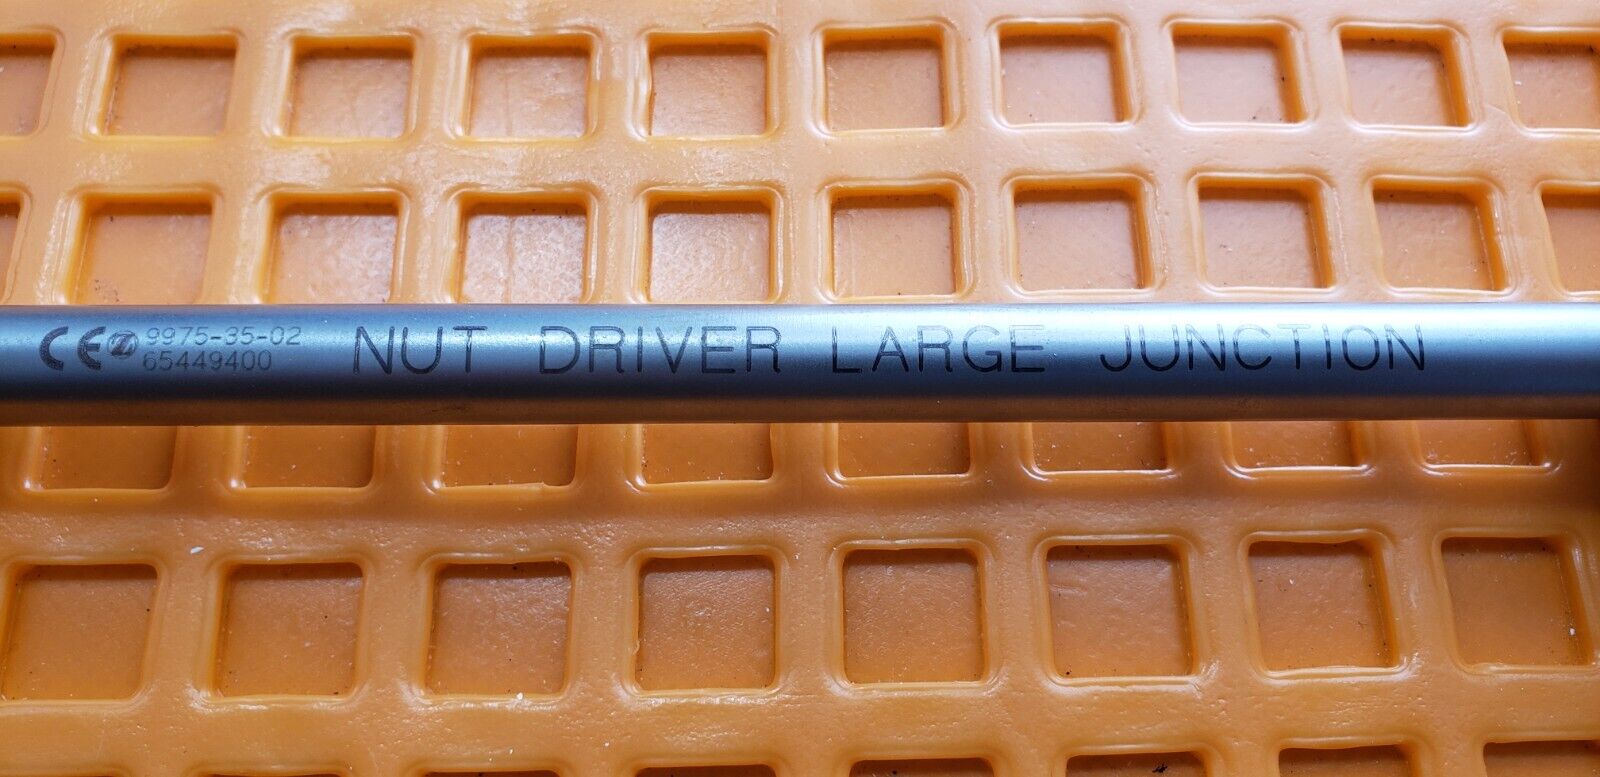 CE Z 9975-35-02
65449400
NUT DRIVER LARGE JUNCTION